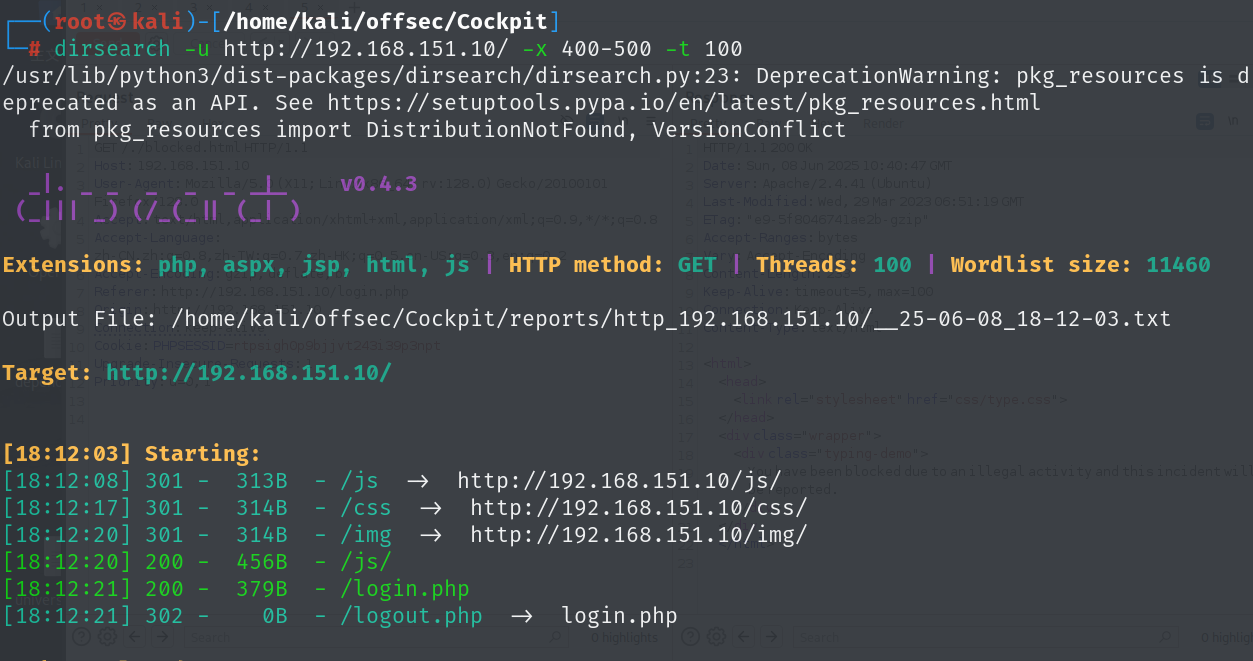 ┌──(root㉿kali)-[/home/kali/offsec/Cockpit]
└─# dirsearch -u http://192.168.151.10/ -x 400-500 -t 100
/usr/lib/python3/dist-packages/dirsearch/dirsearch.py:23: DeprecationWarning: pkg_resources is d
eprecated as an API. See https://setuptools.pypa.io/en/latest/pkg_resources.html
  from pkg_resources import DistributionNotFound, VersionConflict
  _|. _ _  _  _  _ _|_    v0.4.3
 (_||| _) (/_(_|| (_| )
Extensions: php, aspx, jsp, html, js | HTTP method: GET | Threads: 100 | Wordlist size: 11460
Output File: /home/kali/offsec/Cockpit/reports/http_192.168.151.10/__25-06-08_18-12-03.txt
Target: http://192.168.151.10/
[18:12:03] Starting:
[18:12:08] 301 -  313B  - /js  →  http://192.168.151.10/js/
[18:12:17] 301 -  314B  - /css  →  http://192.168.151.10/css/
[18:12:20] 301 -  314B  - /img  →  http://192.168.151.10/img/
[18:12:20] 200 -  456B  - /js/
[18:12:21] 200 -  379B  - /login.php
[18:12:21] 302 -    0B  - /logout.php  →  login.php